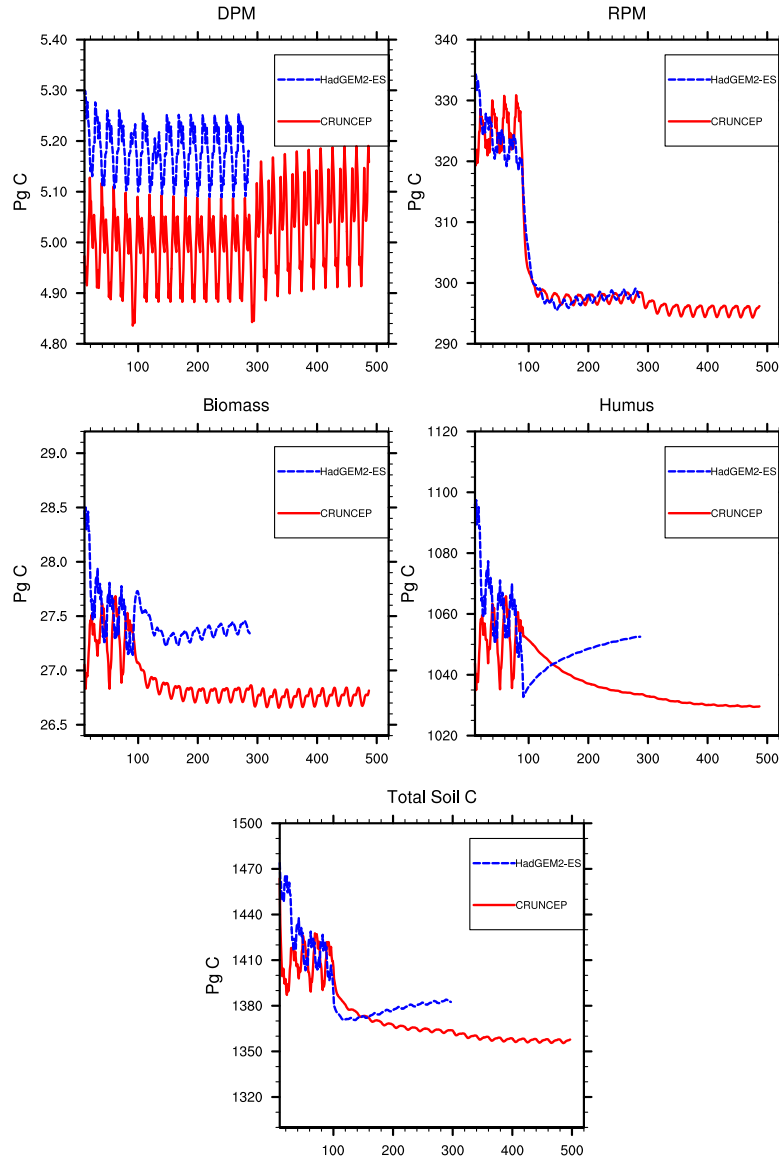 DPM
5.40
5.30
5.20
5.10
5.00
4.90
4.80
Pg C
HadGEM2-ES
CRUNCEP
100 200 300 400 500
RPM
340
330
320
310
300
290
Pg C
HadGEM2-ES
CRUNCEP
100 200 300 400 500
Biomass
29.0
28.5
28.0
27.5
27.0
26.5
Pg C
HadGEM2-ES
CRUNCEP
100 200 300 400 500
Humus
1120
1100
1080
1060
1040
1020
Pg C
HadGEM2-ES
CRUNCEP
100 200 300 400 500
Total Soil C
1500
1470
1440
1410
1380
1350
1320
Pg C
HadGEM2-ES
CRUNCEP
100 200 300 400 500